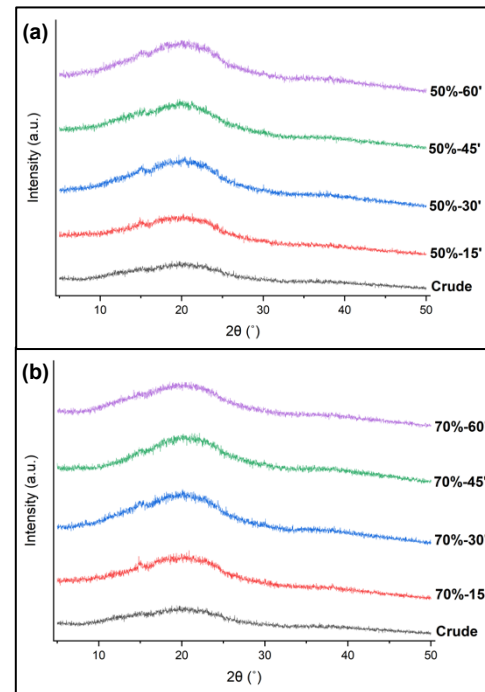 (a)
50%-60'
50%-45'
50%-30'
50%-15'
Crude
Intensity (a.u.)
10 20 30 40 50
2θ (°)
(b)
70%-60'
70%-45'
70%-30'
70%-15'
Crude
Intensity (a.u.)
10 20 30 40 50
2θ (°)